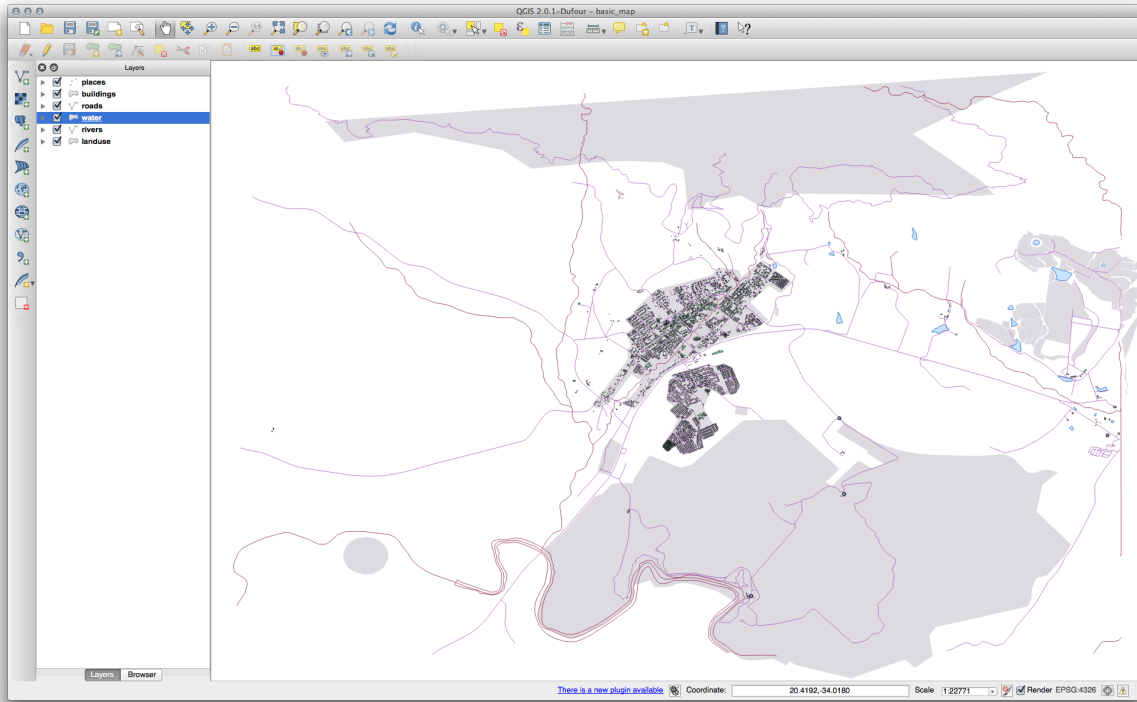 QGIS 2.0.1-Dufour - basic_map
Layers
places
buildings
roads
water
rivers
landuse
Layers Browser
There is a new plugin available Coordinate: 20.4192,-34.0180 Scale 1:22771 Render EPSG:4326